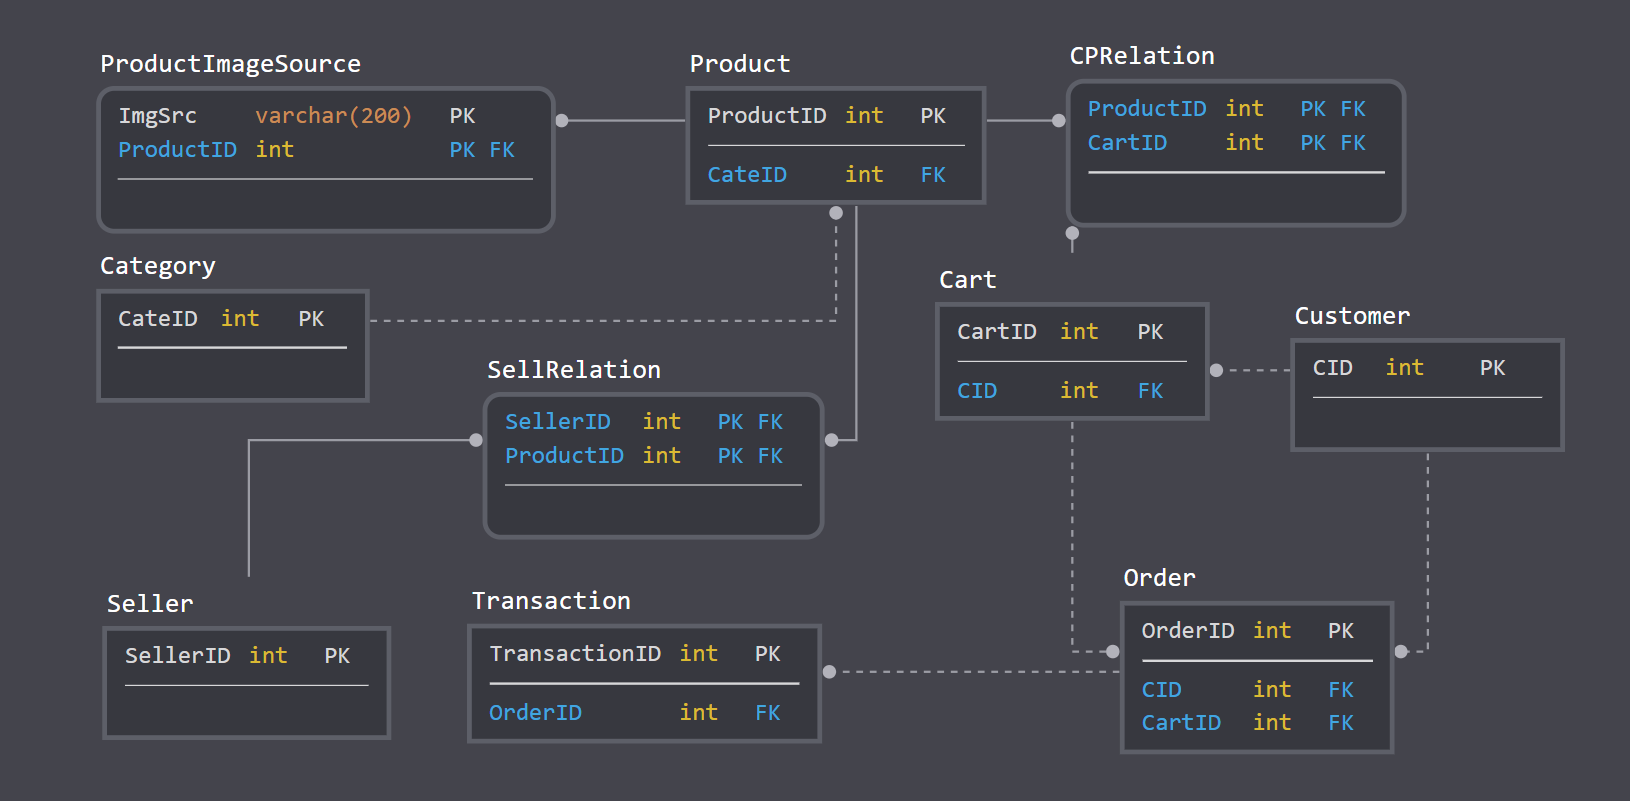 ProductImageSource
ImgSrc varchar(200) PK
ProductID int PK FK
Product
ProductID int PK
CateID int FK
CPRelation
ProductID int PK FK
CartID int PK FK
Category
CateID int PK
Cart
CartID int PK
CID int FK
Customer
CID int PK
SellRelation
SellerID int PK FK
ProductID int PK FK
Seller
SellerID int PK
Transaction
TransactionID int PK
OrderID int FK
Order
OrderID int PK
CID int FK
CartID int FK